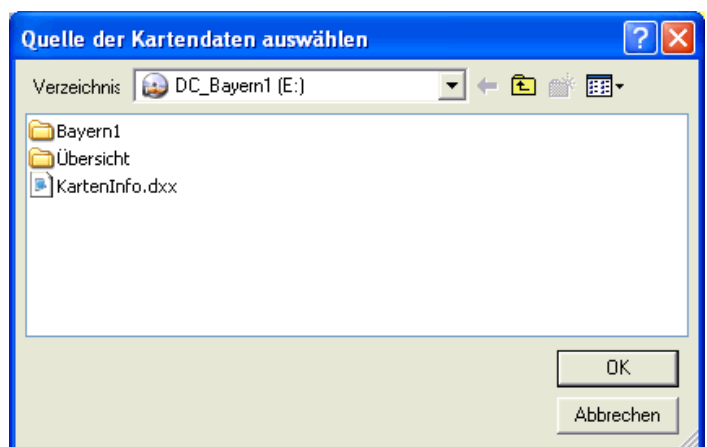 Quelle der Kartendaten auswählen
Verzeichnis DC_Bayern1 (E:)
Bayern1
Übersicht
KartenInfo.dxx
OK
Abbrechen